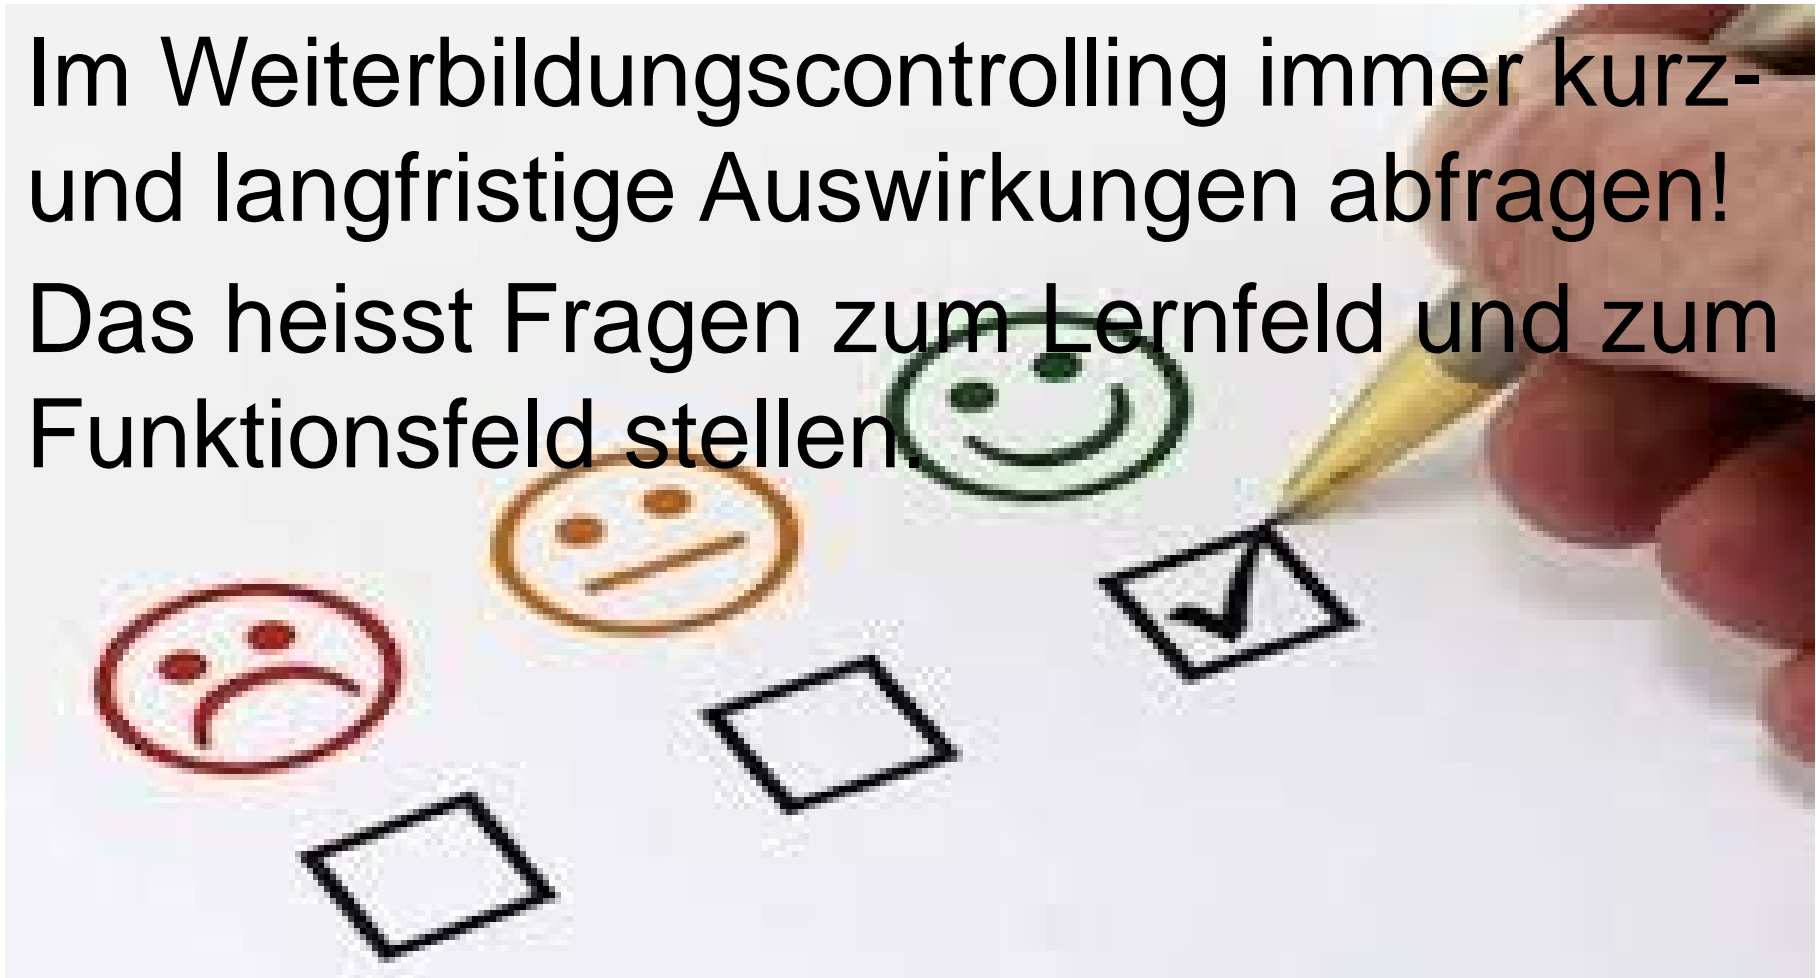 Im Weiterbildungscontrolling immer kurz-
und langfristige Auswirkungen abfragen!
Das heisst Fragen zum Lernfeld und zum
Funktionsfeld stellen.